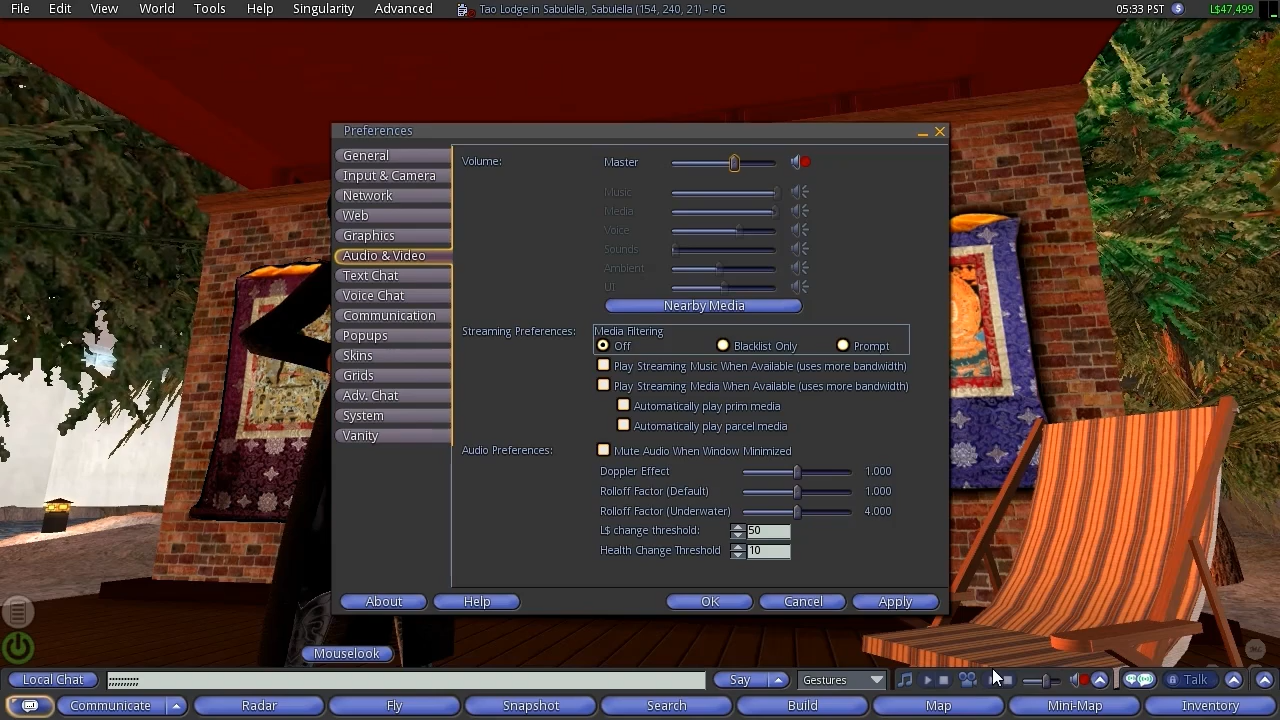 File Edit View World Tools Help Singularity Advanced Tao Lodge in Sabulella, Sabulella (154, 240, 21) - PG 05:33 PST $ L$47,499
Preferences
General
Input & Camera
Network
Web
Graphics
Audio & Video
Text Chat
Voice Chat
Communication
Popups
Skins
Grids
Adv. Chat
System
Vanity
Volume: Master
Music
Media
Voice
Sounds
Ambient
UI
Nearby Media
Streaming Preferences: Media Filtering
Off Blacklist Only Prompt
Play Streaming Music When Available (uses more bandwidth)
Play Streaming Media When Available (uses more bandwidth)
Automatically play prim media
Automatically play parcel media
Audio Preferences: Mute Audio When Window Minimized
Doppler Effect 1.000
Rolloff Factor (Default) 1.000
Rolloff Factor (Underwater) 4.000
L$ change threshold: 50
Health Change Threshold 10
About Help OK Cancel Apply
Mouselook
Local Chat Say Gestures Talk
Communicate Radar Fly Snapshot Search Build Map Mini-Map Inventory